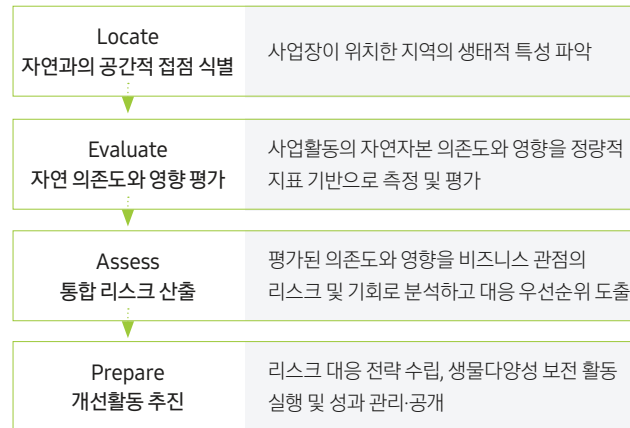 Locate
자연과의 공간적 접점 식별
사업장이 위치한 지역의 생태적 특성 파악
Evaluate
자연 의존도와 영향 평가
사업활동의 자연자본 의존도와 영향을 정량적
지표 기반으로 측정 및 평가
Assess
통합 리스크 산출
평가된 의존도와 영향을 비즈니스 관점의
리스크 및 기회로 분석하고 대응 우선순위 도출
Prepare
개선활동 추진
리스크 대응 전략 수립, 생물다양성 보전 활동
실행 및 성과 관리·공개